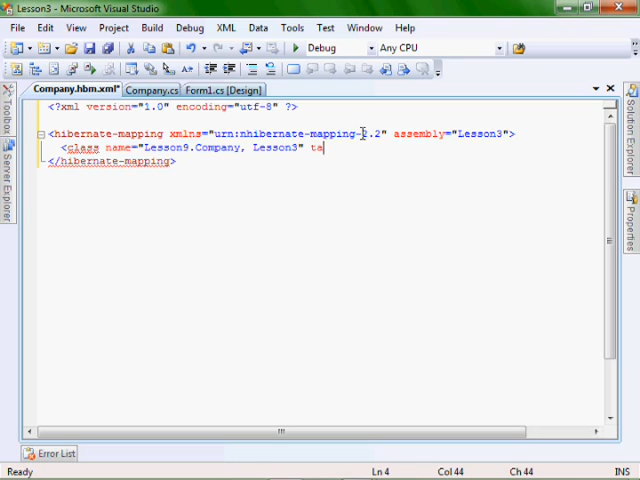 Lesson3 - Microsoft Visual Studio
File Edit View Project Build Debug XML Data Tools Test Window Help
Debug Any CPU
Company.hbm.xml* Company.cs Form1.cs [Design]
Toolbox
Server Explorer
<?xml version="1.0" encoding="utf-8" ?>
<hibernate-mapping xmlns="urn:nhibernate-mapping-2.2" assembly="Lesson3">
<class name="Lesson9.Company, Lesson3" ta
</hibernate-mapping>
Solution Explorer
Properties
Error List
Ready Ln 4 Col 44 Ch 44 INS